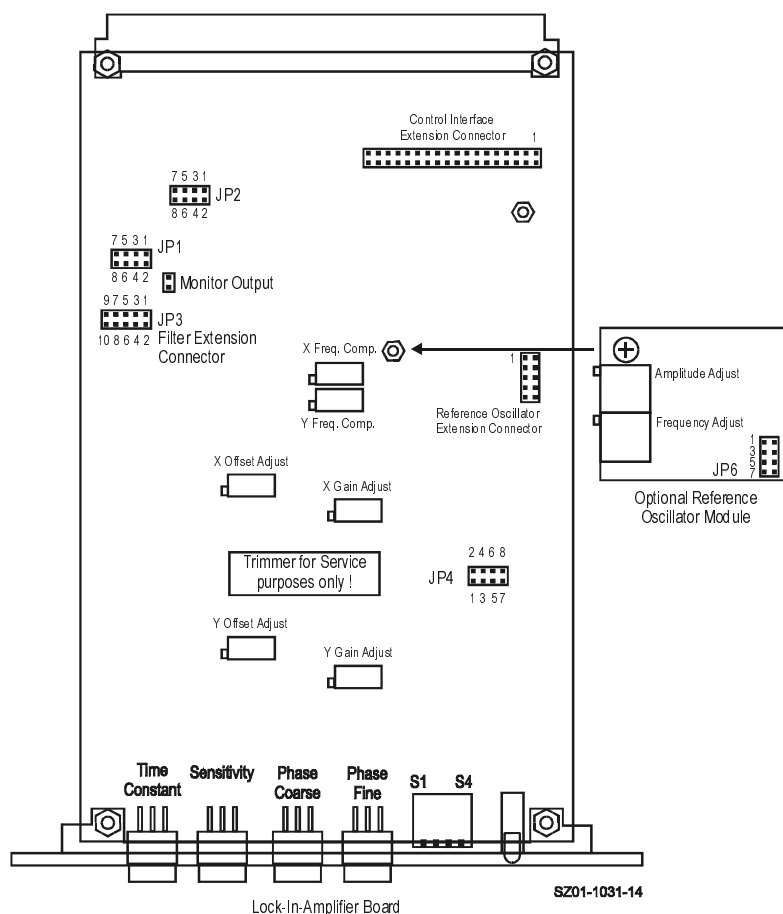 Control Interface
Extension Connector 1
7 5 3 1
JP2
8 6 4 2
7 5 3 1
JP1
8 6 4 2
Monitor Output
9 7 5 3 1
JP3
10 8 6 4 2
Filter Extension
Connector
X Freq. Comp.
Y Freq. Comp.
1
Reference Oscillator
Extension Connector
Amplitude Adjust
Frequency Adjust
1
3
5
7
JP6
Optional Reference
Oscillator Module
X Offset Adjust
X Gain Adjust
Trimmer for Service
purposes only !
2 4 6 8
JP4
1 3 5 7
Y Offset Adjust
Y Gain Adjust
Time
Constant
Sensitivity
Phase
Coarse
Phase
Fine
S1 S4
SZ01-1031-14
Lock-In-Amplifier Board